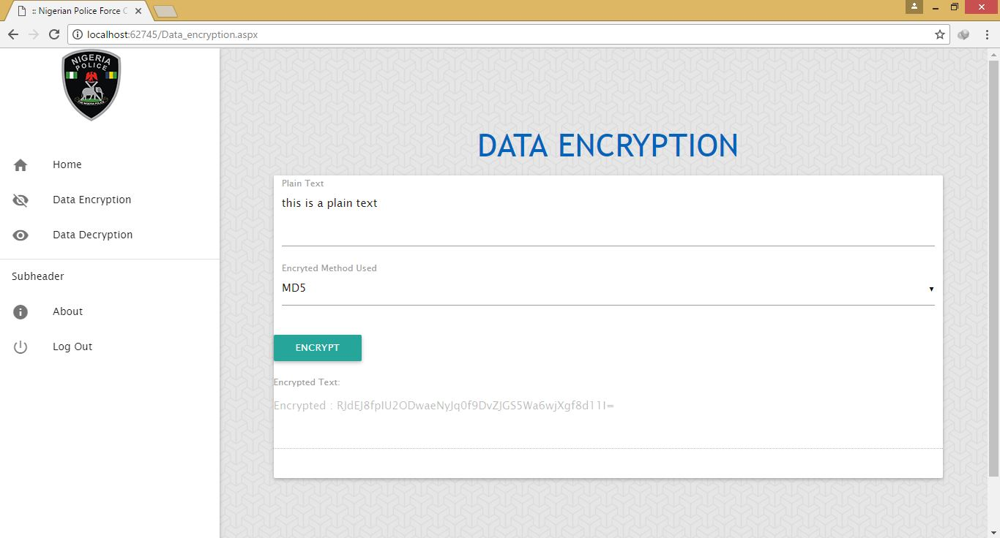 :: Nigerian Police Force C
localhost:62745/Data_encryption.aspx
NIGERIA
POLICE
Home
Data Encryption
Data Decryption
Subheader
About
Log Out
DATA ENCRYPTION
Plain Text
this is a plain text
Encryted Method Used
MD5
ENCRYPT
Encrypted Text:
Encrypted : RJdEJ8fpIU2ODwaeNyJq0f9DvZJGS5Wa6wjXgf8d11I=